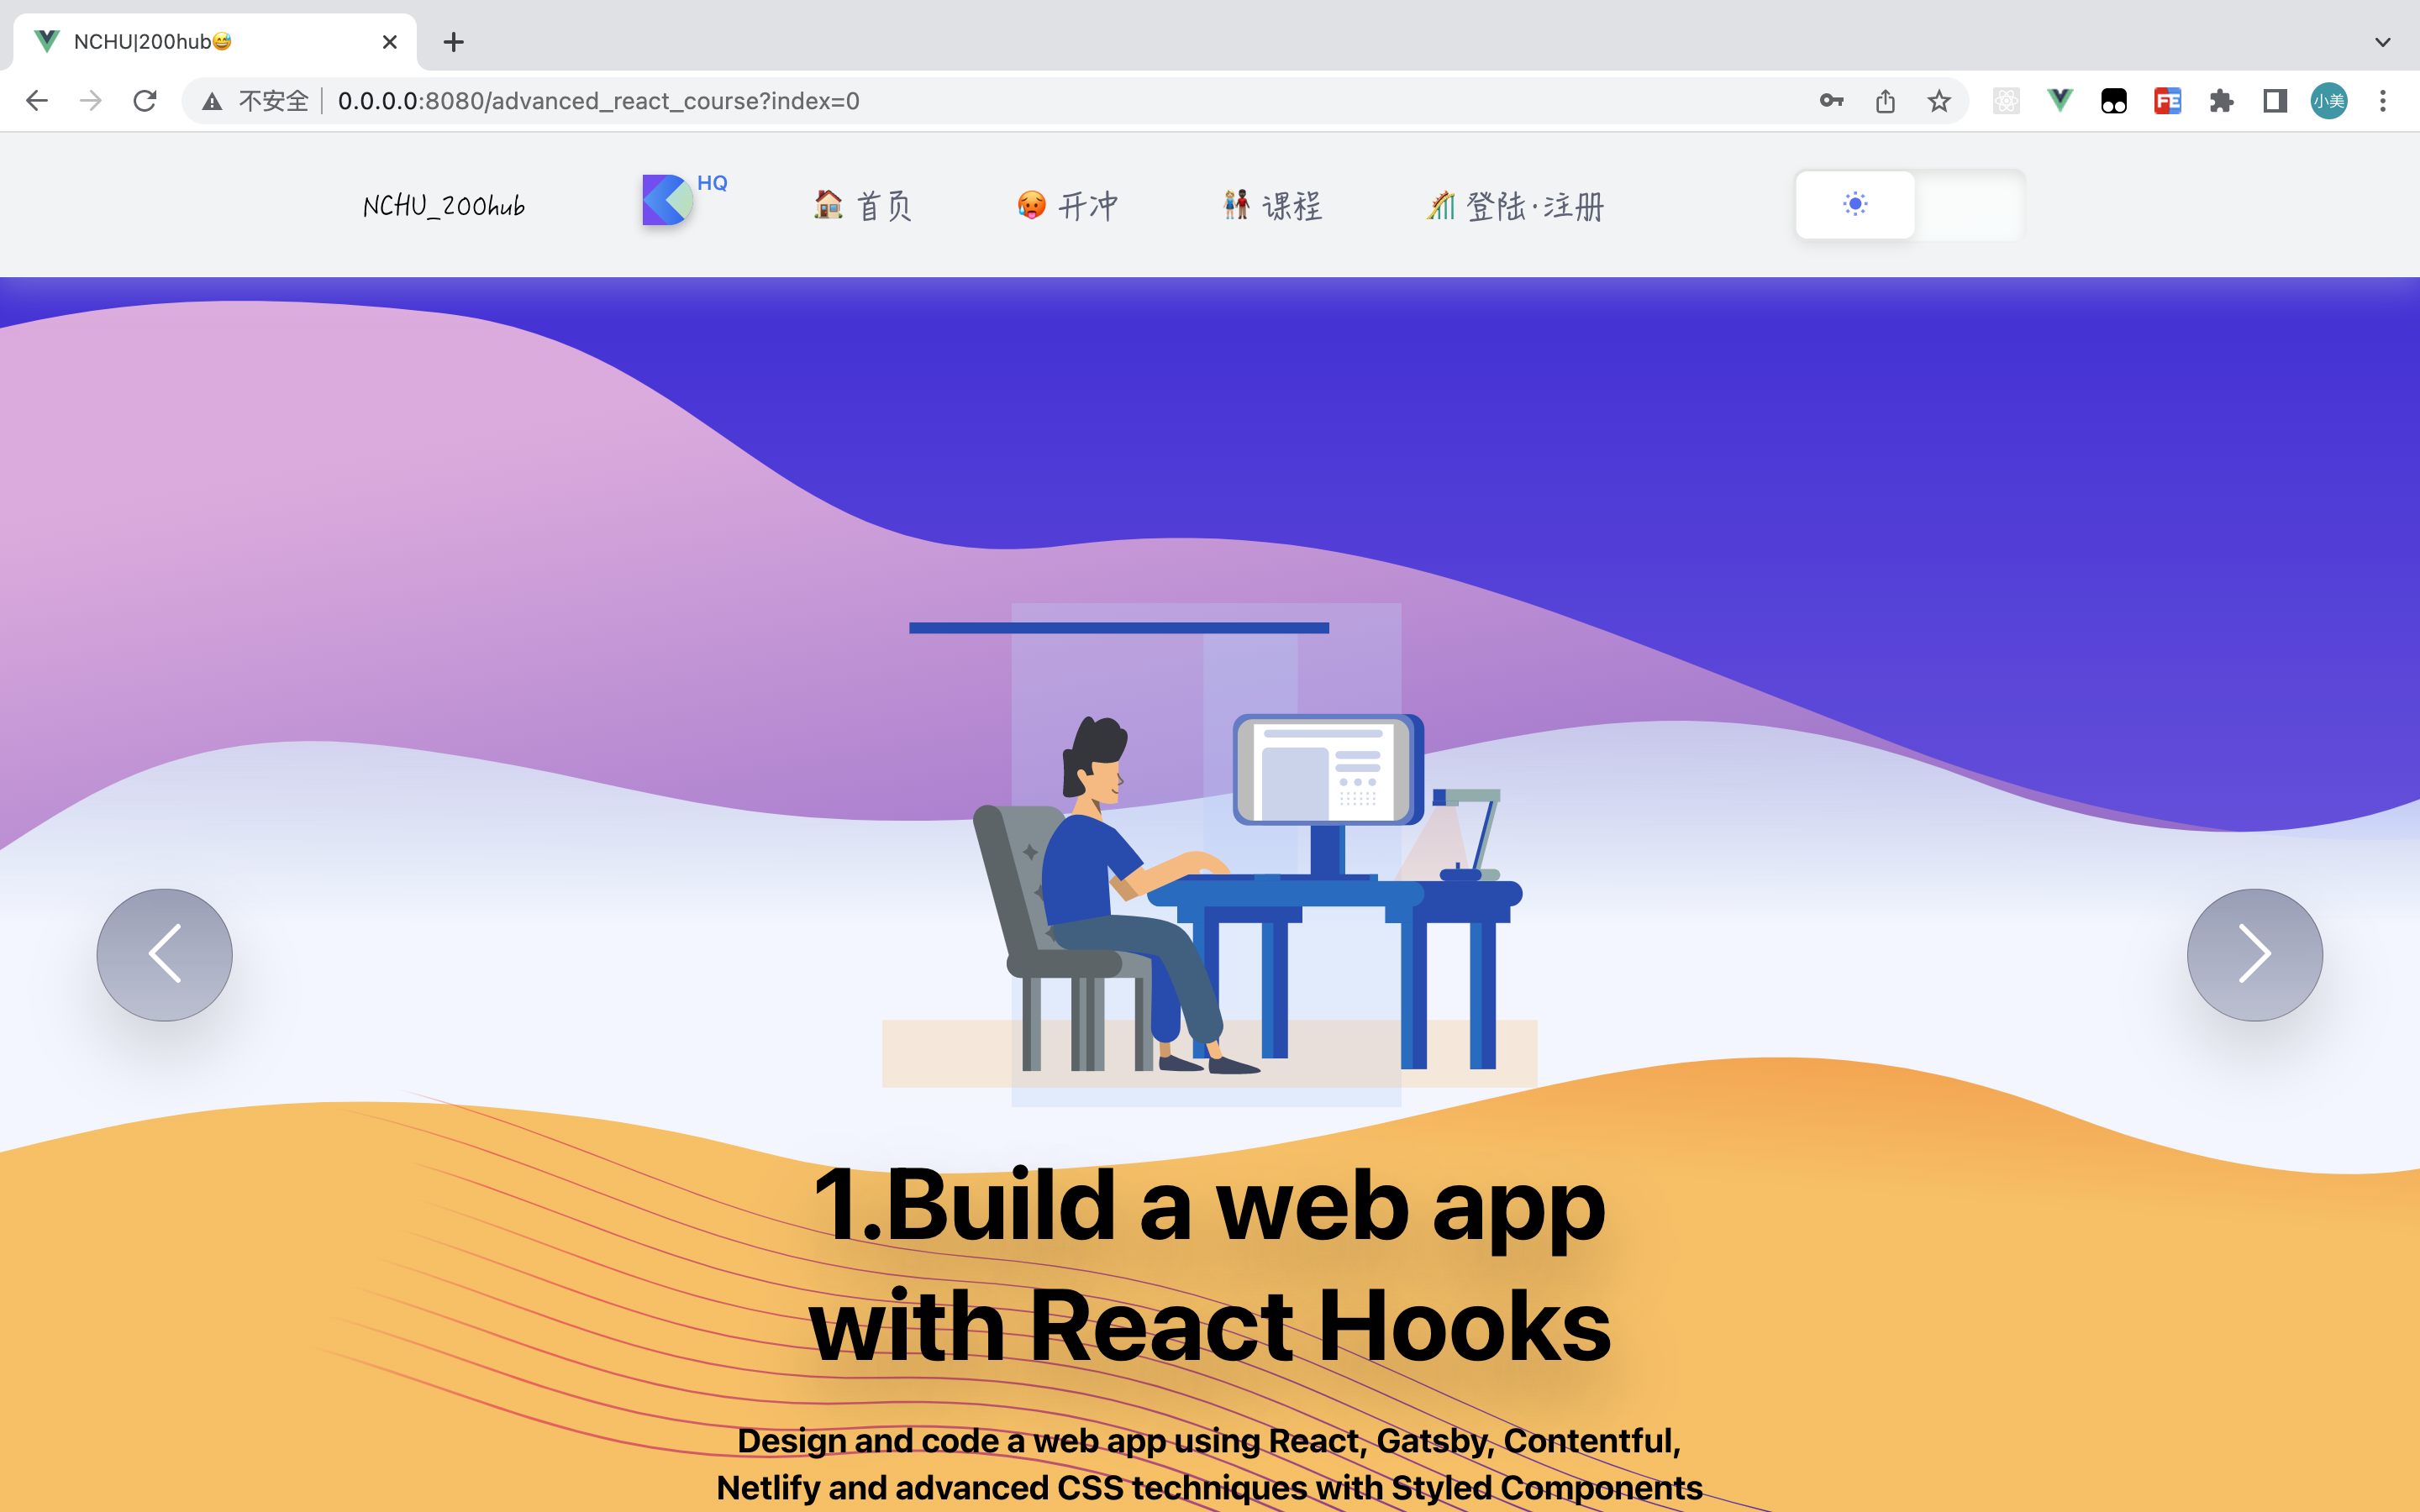 NCHU|200hub😅
不安全 | 0.0.0.0:8080/advanced_react_course?index=0
FE
小美
NCHU_200hub
HQ
🏠 首页
🥵 开冲
👫 课程
🎢 登陆·注册
1.Build a web app
with React Hooks
Design and code a web app using React, Gatsby, Contentful,
Netlify and advanced CSS techniques with Styled Components